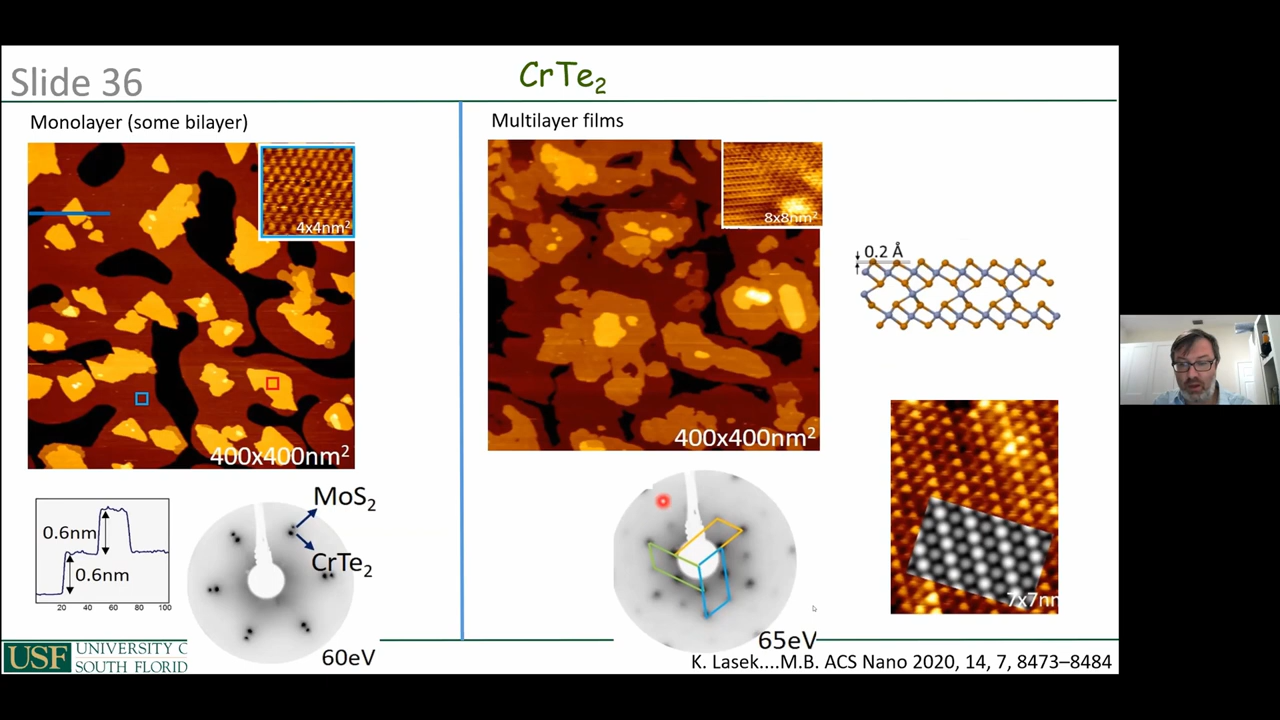 Slide 36
CrTe₂
Monolayer (some bilayer)
4x4nm²
400x400nm²
0.6nm
0.6nm
20 40 60 80 100
MoS₂
CrTe₂
60eV
Multilayer films
8x8nm²
400x400nm²
65eV
0.2 Å
7x7nm
USF UNIVERSITY
SOUTH FLORID
K. Lasek....M.B. ACS Nano 2020, 14, 7, 8473–8484